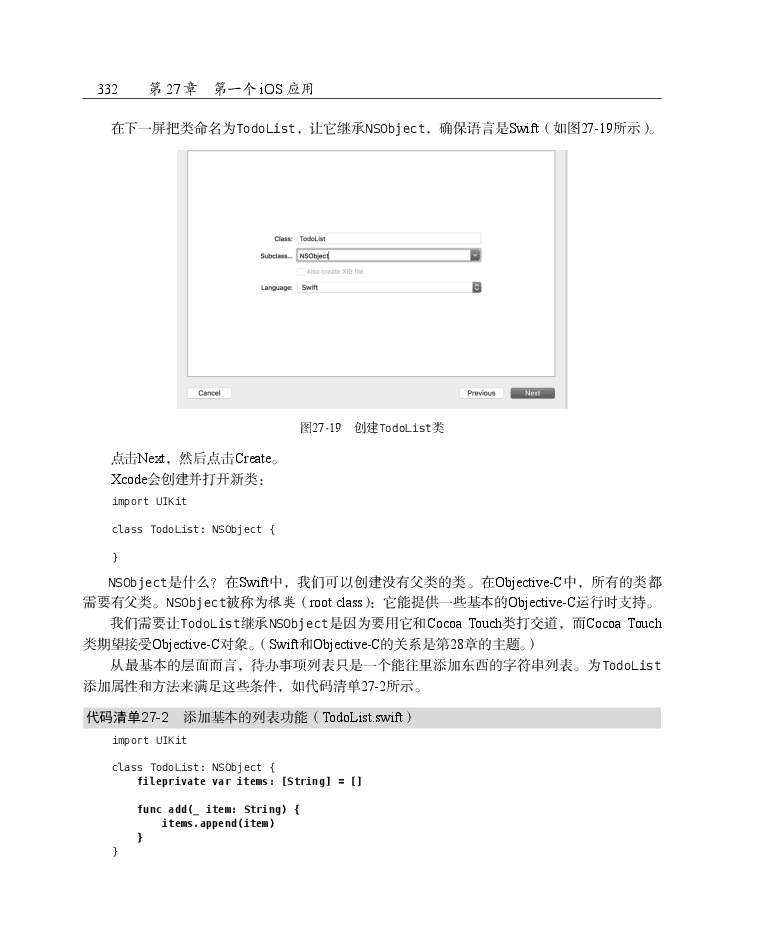 332 第 27 章 第一个 iOS 应用
在下一屏把类命名为TodoList，让它继承NSObject，确保语言是Swift（如图27-19所示）。
Class: TodoList
Subclass... NSObject
Also create XIB file
Language: Swift
Cancel Previous Next
图27-19 创建TodoList类
点击Next，然后点击Create。
Xcode会创建并打开新类：
import UIKit
class TodoList: NSObject {
}
NSObject是什么？在Swift中，我们可以创建没有父类的类。在Objective-C中，所有的类都
需要有父类。NSObject被称为根类（root class）：它能提供一些基本的Objective-C运行时支持。
我们需要让TodoList继承NSObject是因为要用它和Cocoa Touch类打交道，而Cocoa Touch
类期望接受Objective-C对象。（Swift和Objective-C的关系是第28章的主题。）
从最基本的层面而言，待办事项列表只是一个能往里添加东西的字符串列表。为TodoList
添加属性和方法来满足这些条件，如代码清单27-2所示。
代码清单27-2 添加基本的列表功能（TodoList.swift）
import UIKit
class TodoList: NSObject {
fileprivate var items: [String] = []
func add(_ item: String) {
items.append(item)
}
}